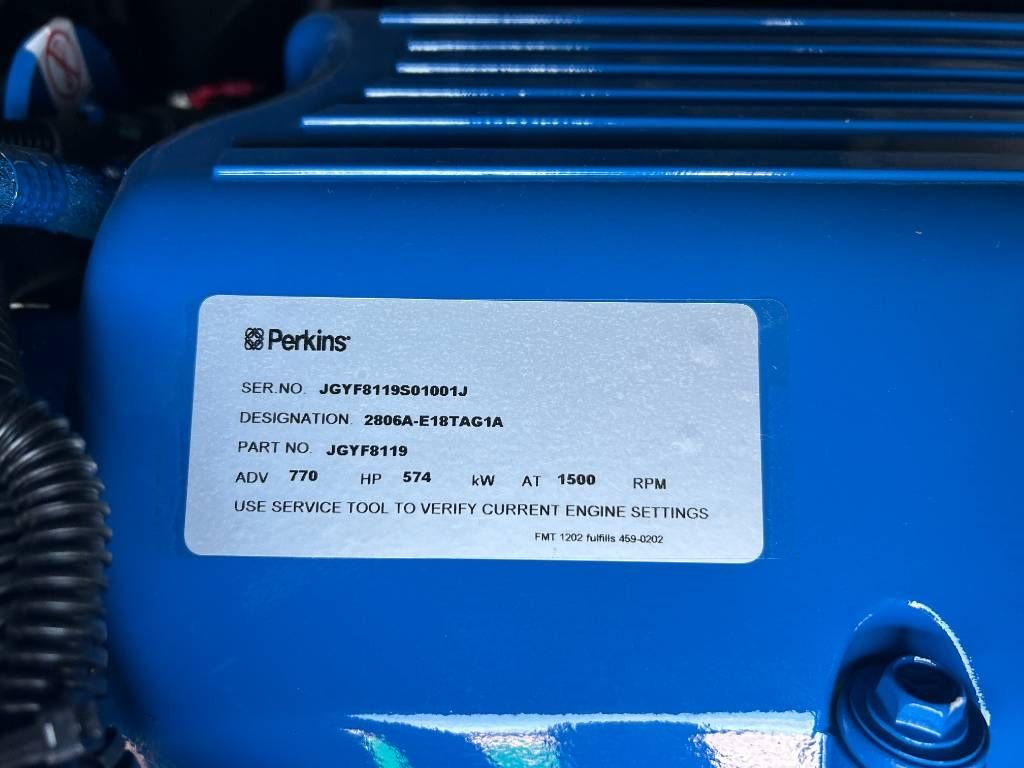 Perkins
SER.NO. JGYF8119S01001J
DESIGNATION. 2806A-E18TAG1A
PART NO. JGYF8119
ADV 770 HP 574 kW AT 1500 RPM
USE SERVICE TOOL TO VERIFY CURRENT ENGINE SETTINGS
FMT 1202 fulfills 459-0202